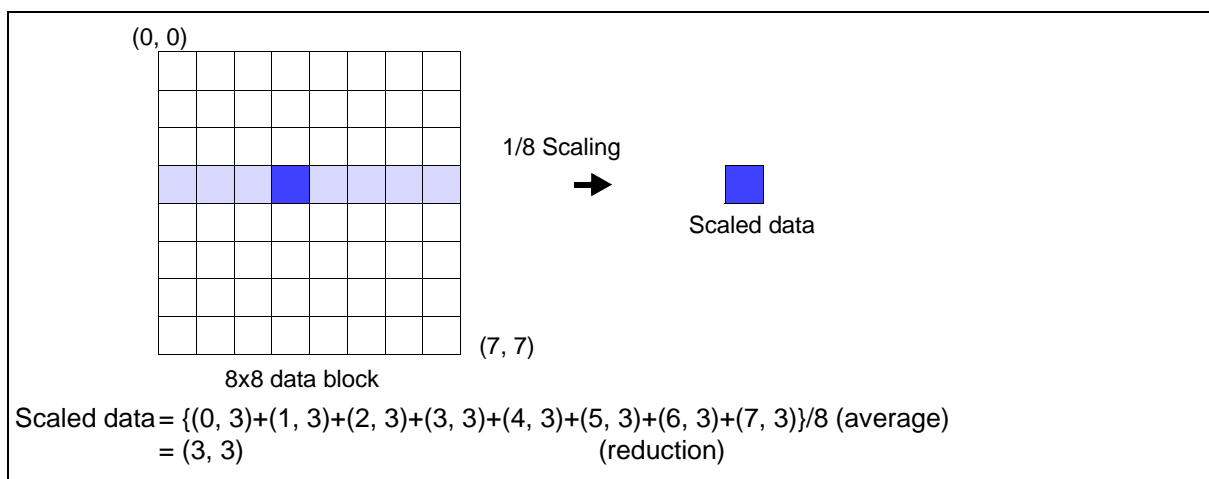 (0, 0)
1/8 Scaling
Scaled data
(7, 7)
8x8 data block
Scaled data = {(0, 3)+(1, 3)+(2, 3)+(3, 3)+(4, 3)+(5, 3)+(6, 3)+(7, 3)}/8 (average)
= (3, 3) (reduction)